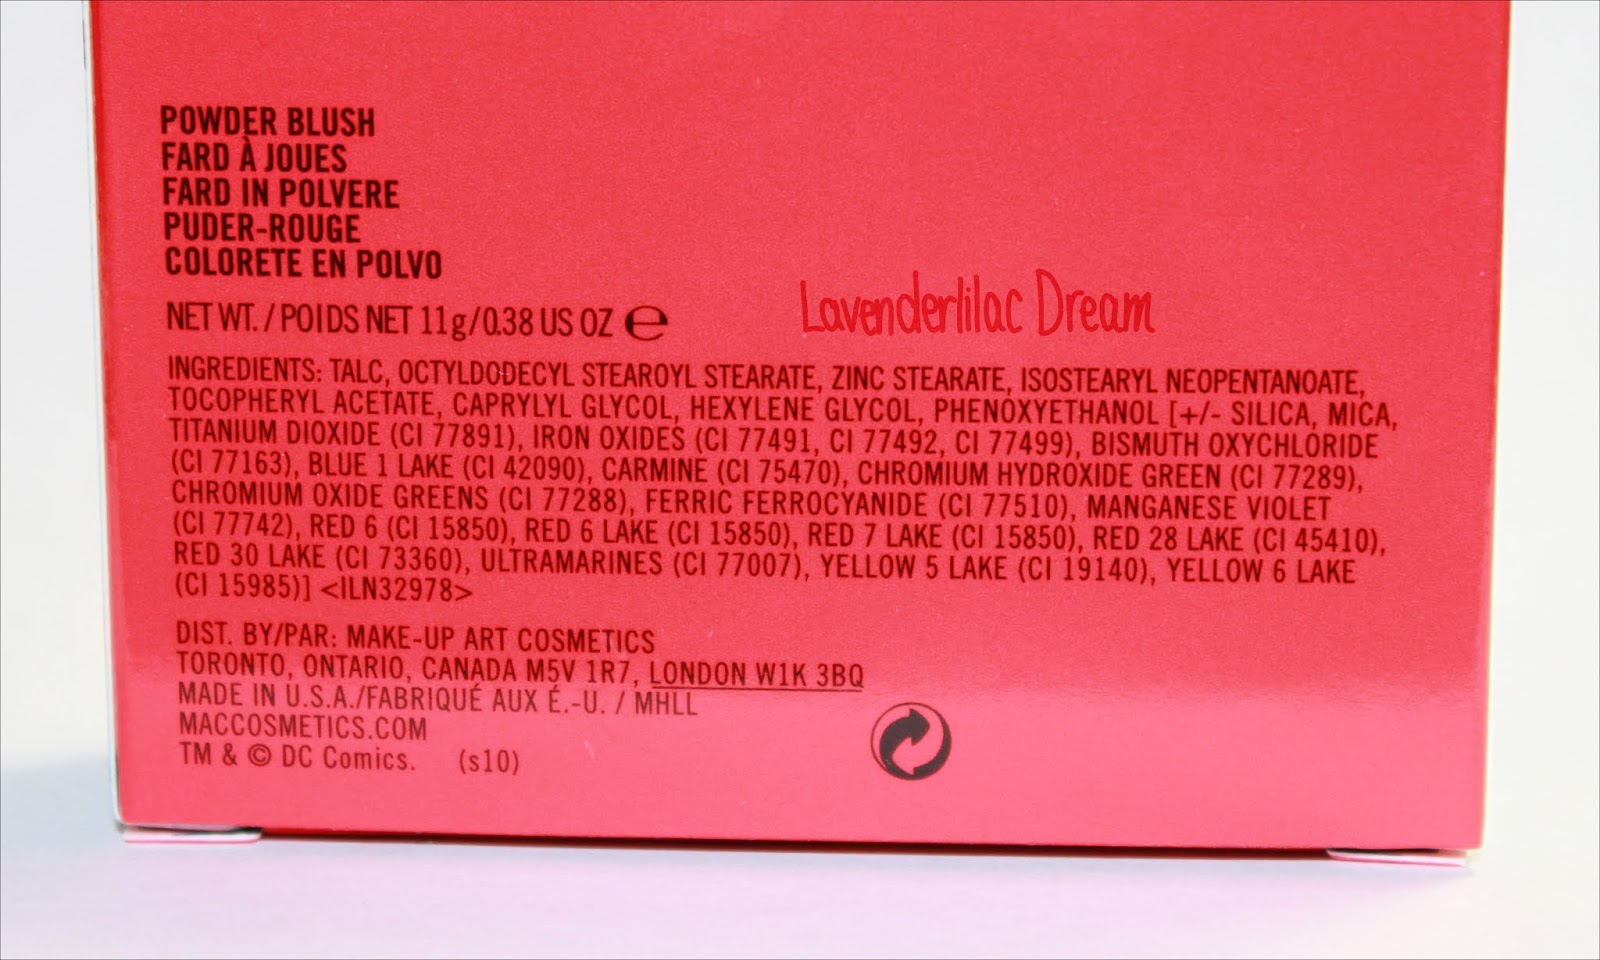 POWDER BLUSH
FARD À JOUES
FARD IN POLVERE
PUDER-ROUGE
COLORETE EN POLVO
NET WT. / POIDS NET 11g/0.38 US OZ ℮
Lavenderlilac Dream
INGREDIENTS: TALC, OCTYLDODECYL STEAROYL STEARATE, ZINC STEARATE, ISOSTEARYL NEOPENTANOATE,
TOCOPHERYL ACETATE, CAPRYLYL GLYCOL, HEXYLENE GLYCOL, PHENOXYETHANOL [+/- SILICA, MICA,
TITANIUM DIOXIDE (CI 77891), IRON OXIDES (CI 77491, CI 77492, CI 77499), BISMUTH OXYCHLORIDE
(CI 77163), BLUE 1 LAKE (CI 42090), CARMINE (CI 75470), CHROMIUM HYDROXIDE GREEN (CI 77289),
CHROMIUM OXIDE GREENS (CI 77288), FERRIC FERROCYANIDE (CI 77510), MANGANESE VIOLET
(CI 77742), RED 6 (CI 15850), RED 6 LAKE (CI 15850), RED 7 LAKE (CI 15850), RED 28 LAKE (CI 45410),
RED 30 LAKE (CI 73360), ULTRAMARINES (CI 77007), YELLOW 5 LAKE (CI 19140), YELLOW 6 LAKE
(CI 15985)] <ILN32978>
DIST. BY/PAR: MAKE-UP ART COSMETICS
TORONTO, ONTARIO, CANADA M5V 1R7, LONDON W1K 3BQ
MADE IN U.S.A./FABRIQUÉ AUX É.-U. / MHLL
MACCOSMETICS.COM
TM & © DC Comics. (s10)